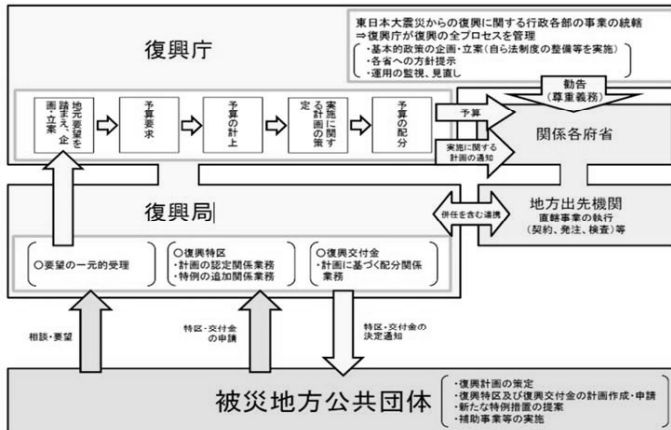 東日本大震災からの復興に関する行政各部の事業の統轄
⇒復興庁が復興の全プロセスを管理
・基本的政策の企画・立案(自ら法制度の整備等を実施)
・各省への方針提示
・運用の監視、見直し
復興庁
勧告
(尊重義務)
地元要望を
踏まえ、企
画・立案
予算要求
予算の計上
実施に関す
る計画の策
定
予算の配分
予算
実施に関する
計画の通知
関係各府省
復興局
併任を含む連携
地方出先機関
直轄事業の執行
(契約、発注、検査)等
○要望の一元的受理
○復興特区
・計画の認定関係業務
・特例の追加関係業務
○復興交付金
・計画に基づく配分関係
業務
相談・要望
特区・交付金
の申請
特区・交付金の
決定通知
被災地方公共団体
・復興計画の策定
・復興特区及び復興交付金の計画作成・申請
・新たな特例措置の提案
・補助事業等の実施